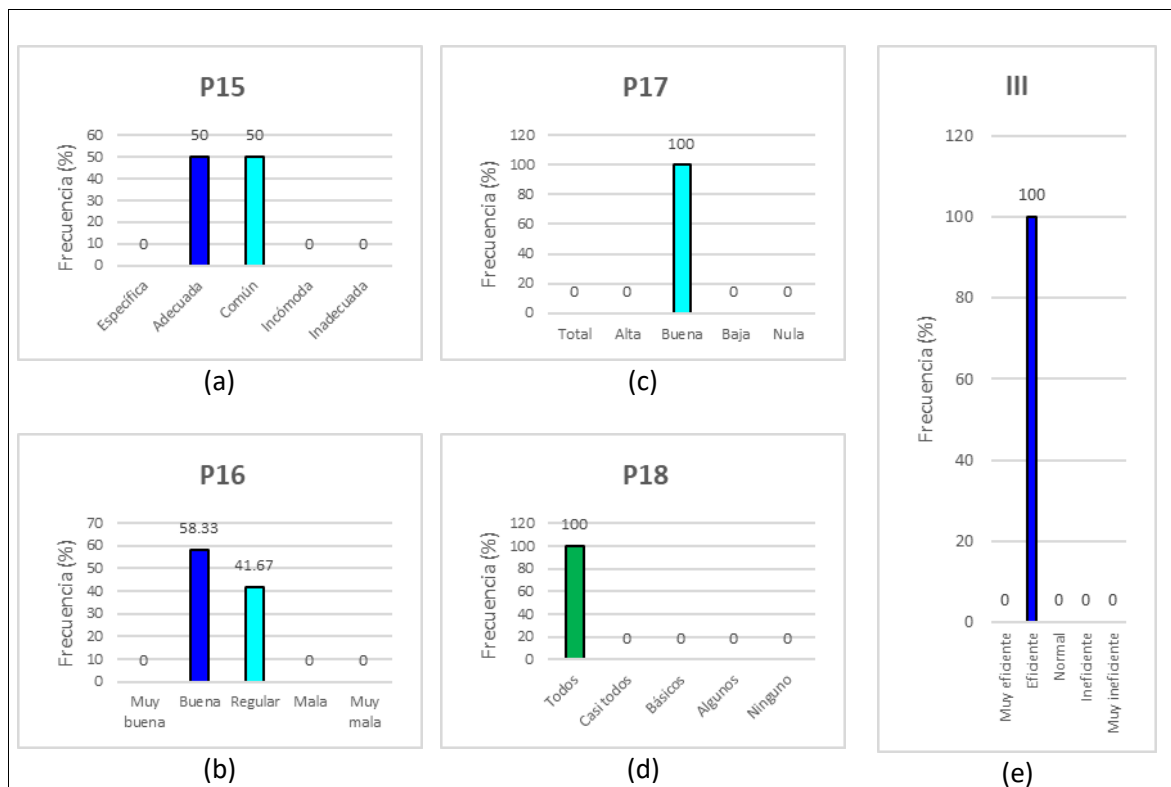 P15
Frecuencia (%)
60
50
40
30
20
10
0
0
50
50
0
0
Específica
Adecuada
Común
Incómoda
Inadecuada
(a)
P17
Frecuencia (%)
120
100
80
60
40
20
0
0
0
100
0
0
Total
Alta
Buena
Baja
Nula
(c)
P16
Frecuencia (%)
70
60
50
40
30
20
10
0
0
58.33
41.67
0
0
Muy
buena
Buena
Regular
Mala
Muy
mala
(b)
P18
Frecuencia (%)
120
100
80
60
40
20
0
100
0
0
0
0
Todos
Casi todos
Básicos
Algunos
Ninguno
(d)
III
Frecuencia (%)
120
100
80
60
40
20
0
0
100
0
0
0
Muy eficiente
Eficiente
Normal
Ineficiente
Muy ineficiente
(e)